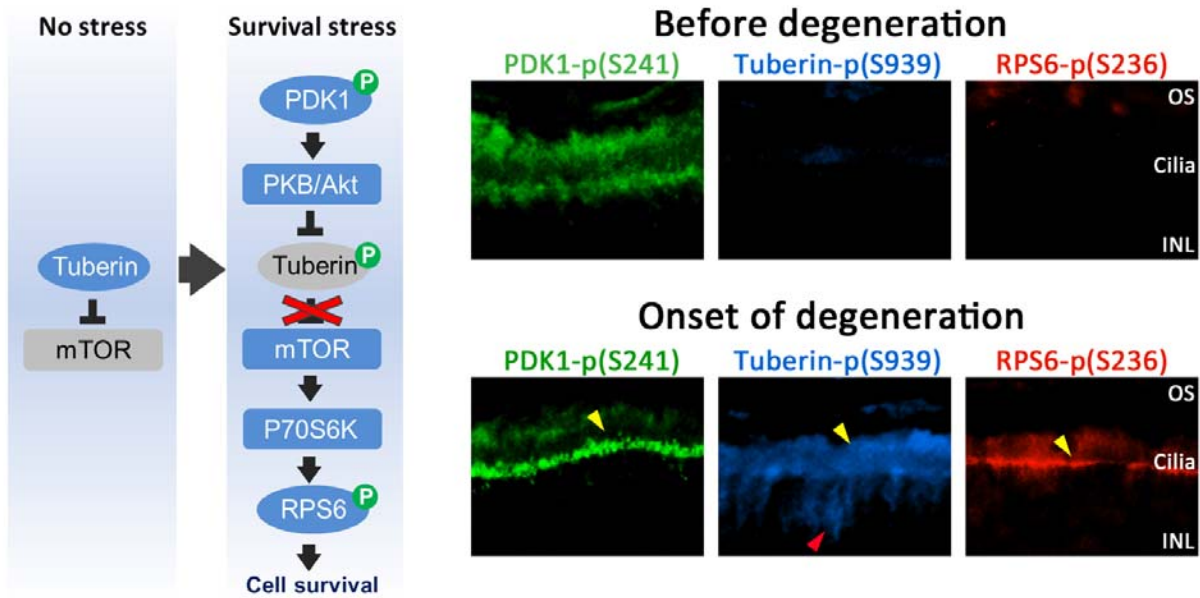 No stress
Survival stress
P
PDK1
PKB/Akt
Tuberin
P
Tuberin
mTOR
mTOR
P70S6K
P
RPS6
Cell survival
Before degeneration
PDK1-p(S241)
Tuberin-p(S939)
RPS6-p(S236)
OS
Cilia
INL
Onset of degeneration
PDK1-p(S241)
Tuberin-p(S939)
RPS6-p(S236)
OS
Cilia
INL